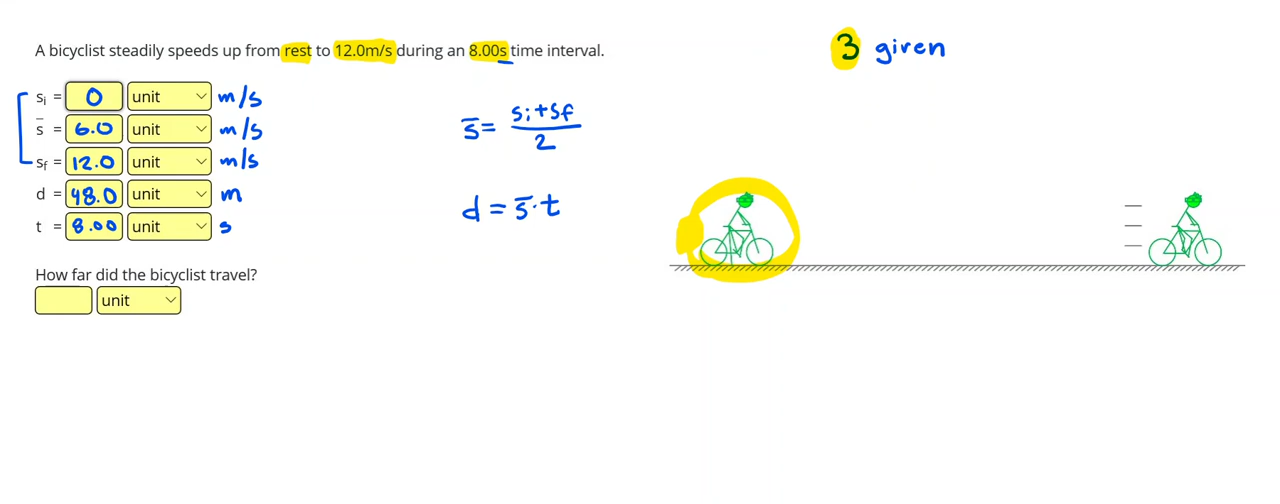 A bicyclist steadily speeds up from rest to 12.0m/s during an 8.00s time interval.
3 given
si = 0 unit m/s
s̅ = 6.0 unit m/s
sf = 12.0 unit m/s
d = 48.0 unit m
t = 8.00 unit s
s̅ = si+sf
2
d = s̅·t
How far did the bicyclist travel?
unit